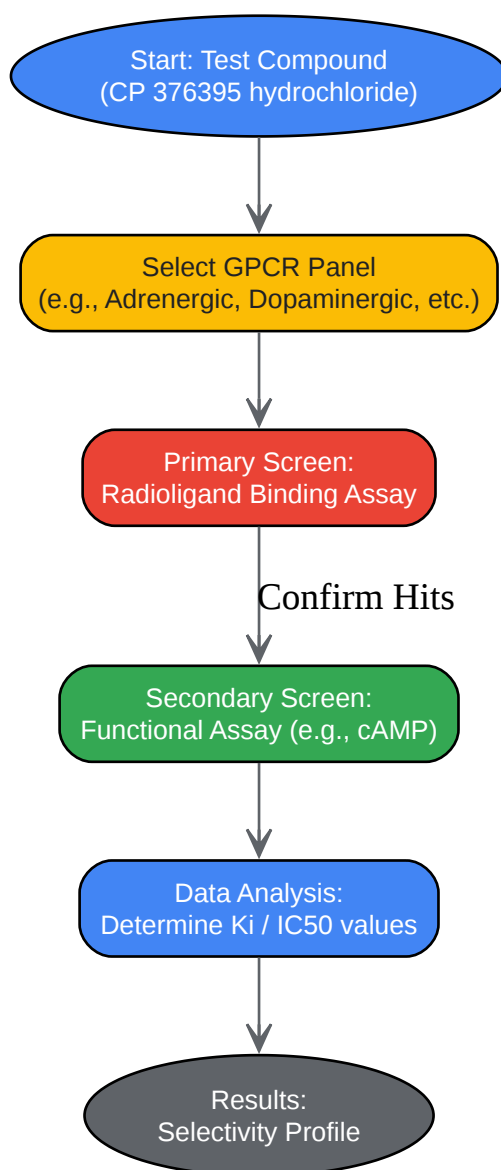 Start: Test Compound
(CP 376395 hydrochloride)
Select GPCR Panel
(e.g., Adrenergic, Dopaminergic, etc.)
Primary Screen:
Radioligand Binding Assay
Confirm Hits
Secondary Screen:
Functional Assay (e.g., cAMP)
Data Analysis:
Determine Ki / IC50 values
Results:
Selectivity Profile